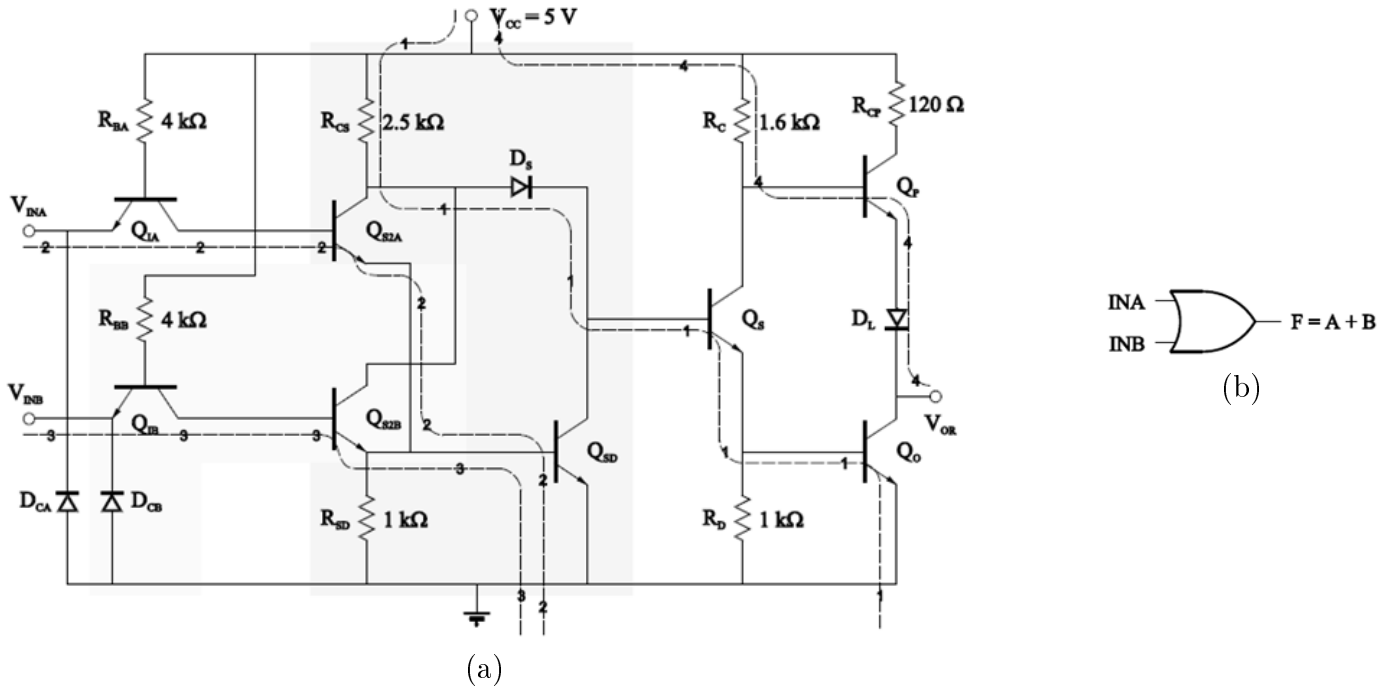 V_CC = 5 V
1
4
4
R_BA 4 kΩ
R_CS 2.5 kΩ
R_C 1.6 kΩ
R_CP 120 Ω
D_S
4
Q_P
V_INA
Q_IA
Q_S2A
1
2 2 2
4
2
1
R_BB 4 kΩ
Q_S
D_L
1
INA
INB
F = A + B
4
(b)
V_INB
Q_IB
Q_S2B
V_OR
3 3 3
2
Q_SD
Q_O
3
2
1
1
D_CA
D_CB
R_SD 1 kΩ
R_D 1 kΩ
3
2
1
(a)